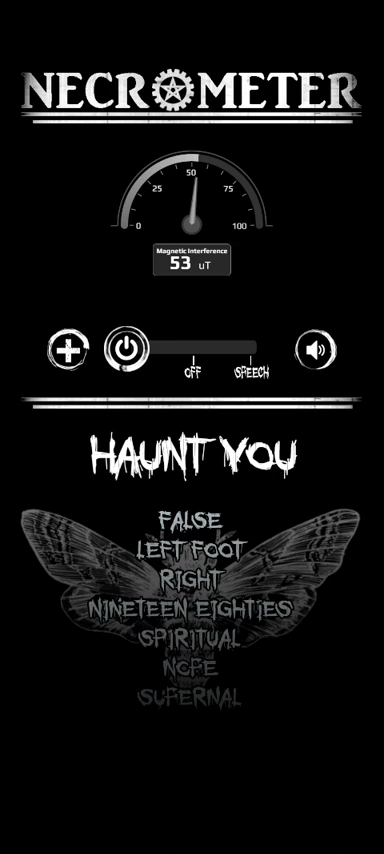 NECROMETER
0
25
50
75
100
Magnetic Interference
53 uT
OFF
SPEECH
HAUNT YOU
FALSE
LEFT FOOT
RIGHT
NINETEEN EIGHTIES
SPIRITUAL
NOPE